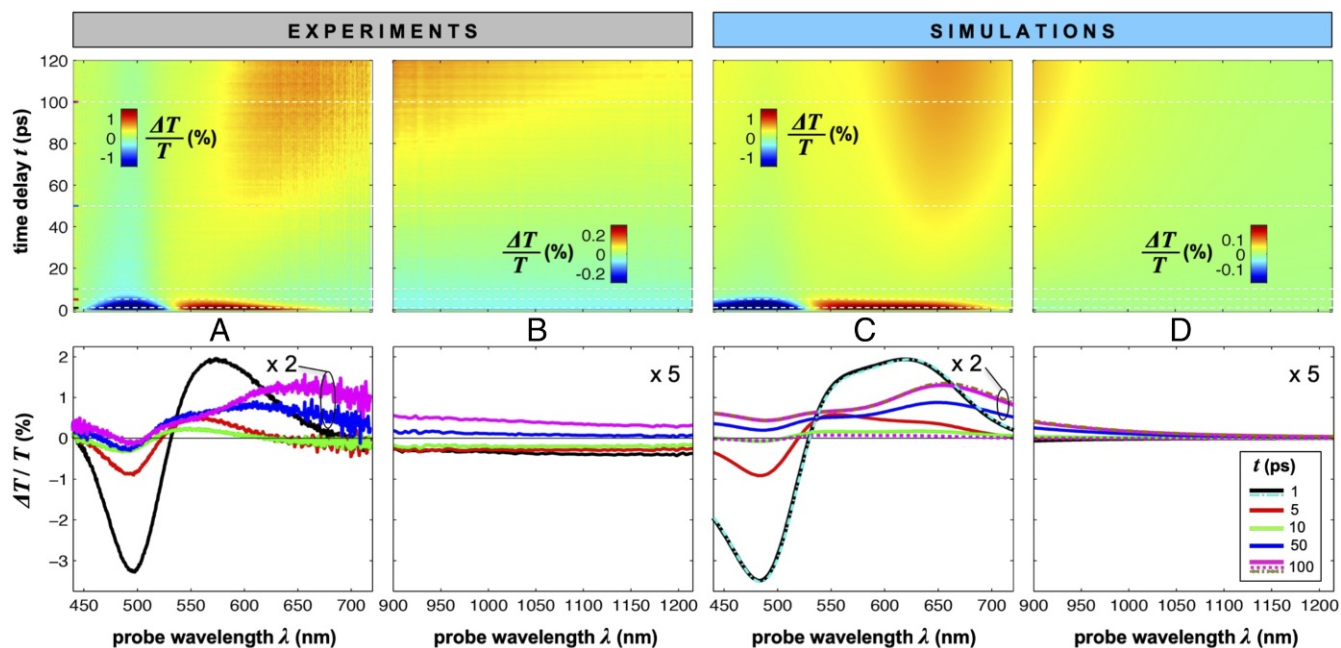 EXPERIMENTS
SIMULATIONS
time delay t (ps)
120
100
80
60
40
20
0
1
0
-1
ΔT/T (%)
0.2
0
-0.2
ΔT/T (%)
1
0
-1
ΔT/T (%)
0.1
0
-0.1
ΔT/T (%)
A
B
C
D
ΔT / T (%)
2
1
0
−1
−2
−3
x 2
x 5
x 2
x 5
t (ps)
1
5
10
50
100
450 500 550 600 650 700
900 950 1000 1050 1100 1150 1200
450 500 550 600 650 700
900 950 1000 1050 1100 1150 1200
probe wavelength λ (nm)
probe wavelength λ (nm)
probe wavelength λ (nm)
probe wavelength λ (nm)